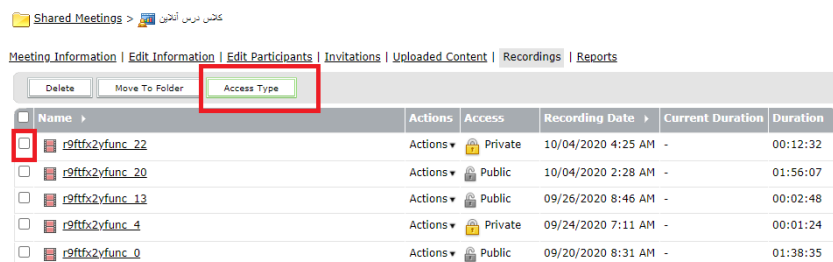 Shared Meetings > کلاس درس آنلاین
Meeting Information | Edit Information | Edit Participants | Invitations | Uploaded Content | Recordings | Reports
Delete Move To Folder Access Type
Name Actions Access Recording Date Current Duration Duration
r9ftfx2yfunc_22 Actions Private 10/04/2020 4:25 AM - 00:12:32
r9ftfx2yfunc_20 Actions Public 10/04/2020 2:28 AM - 01:56:07
r9ftfx2yfunc_13 Actions Public 09/26/2020 8:46 AM - 00:02:48
r9ftfx2yfunc_4 Actions Private 09/24/2020 7:11 AM - 00:01:24
r9ftfx2yfunc_0 Actions Public 09/20/2020 8:31 AM - 01:38:35